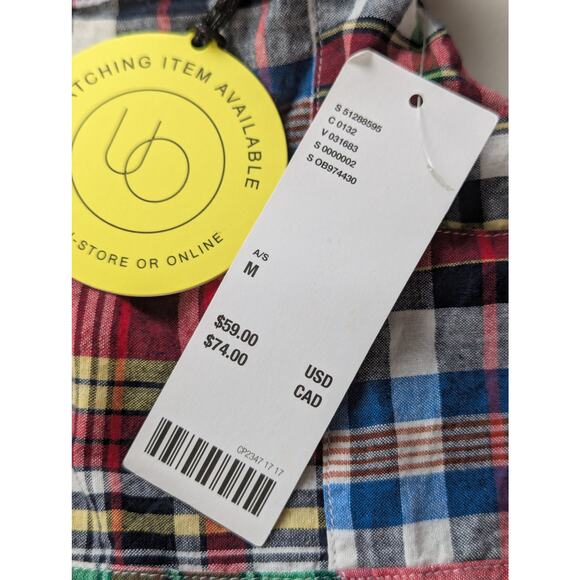 ATCHING ITEM AVAILABLE
-STORE OR ONLINE
S 51288595
C 0132
V 031683
S 0000002
S OB974430
A/S
M
$59.00 USD
$74.00 CAD
CP2347 17 17